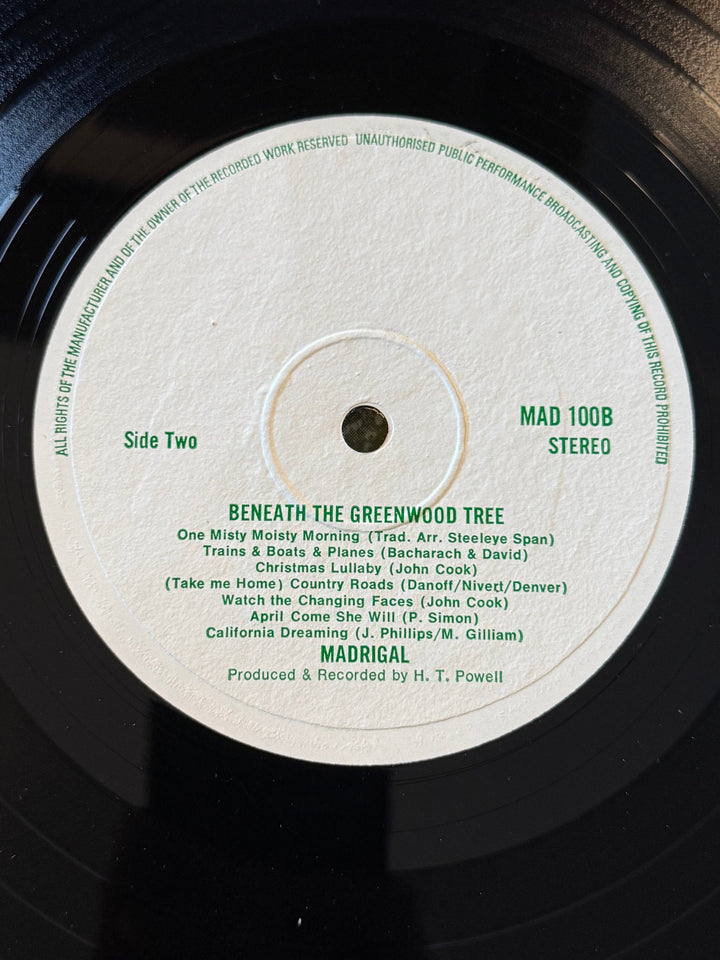 ALL RIGHTS OF THE MANUFACTURER AND OF THE OWNER OF THE RECORDED WORK RESERVED UNAUTHORISED PUBLIC PERFORMANCE BROADCASTING AND COPYING OF THIS RECORD PROHIBITED
Side Two
MAD 100B
STEREO
BENEATH THE GREENWOOD TREE
One Misty Moisty Morning (Trad. Arr. Steeleye Span)
Trains & Boats & Planes (Bacharach & David)
Christmas Lullaby (John Cook)
(Take me Home) Country Roads (Danoff/Nivert/Denver)
Watch the Changing Faces (John Cook)
April Come She Will (P. Simon)
California Dreaming (J. Phillips/M. Gilliam)
MADRIGAL
Produced & Recorded by H. T. Powell